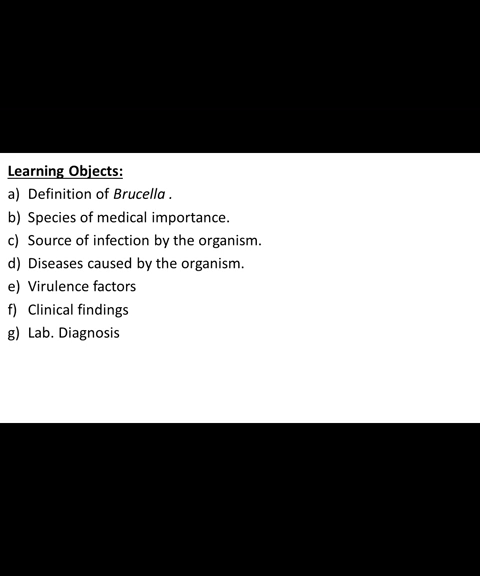 Learning Objects:
a) Definition of Brucella .
b) Species of medical importance.
c) Source of infection by the organism.
d) Diseases caused by the organism.
e) Virulence factors
f) Clinical findings
g) Lab. Diagnosis